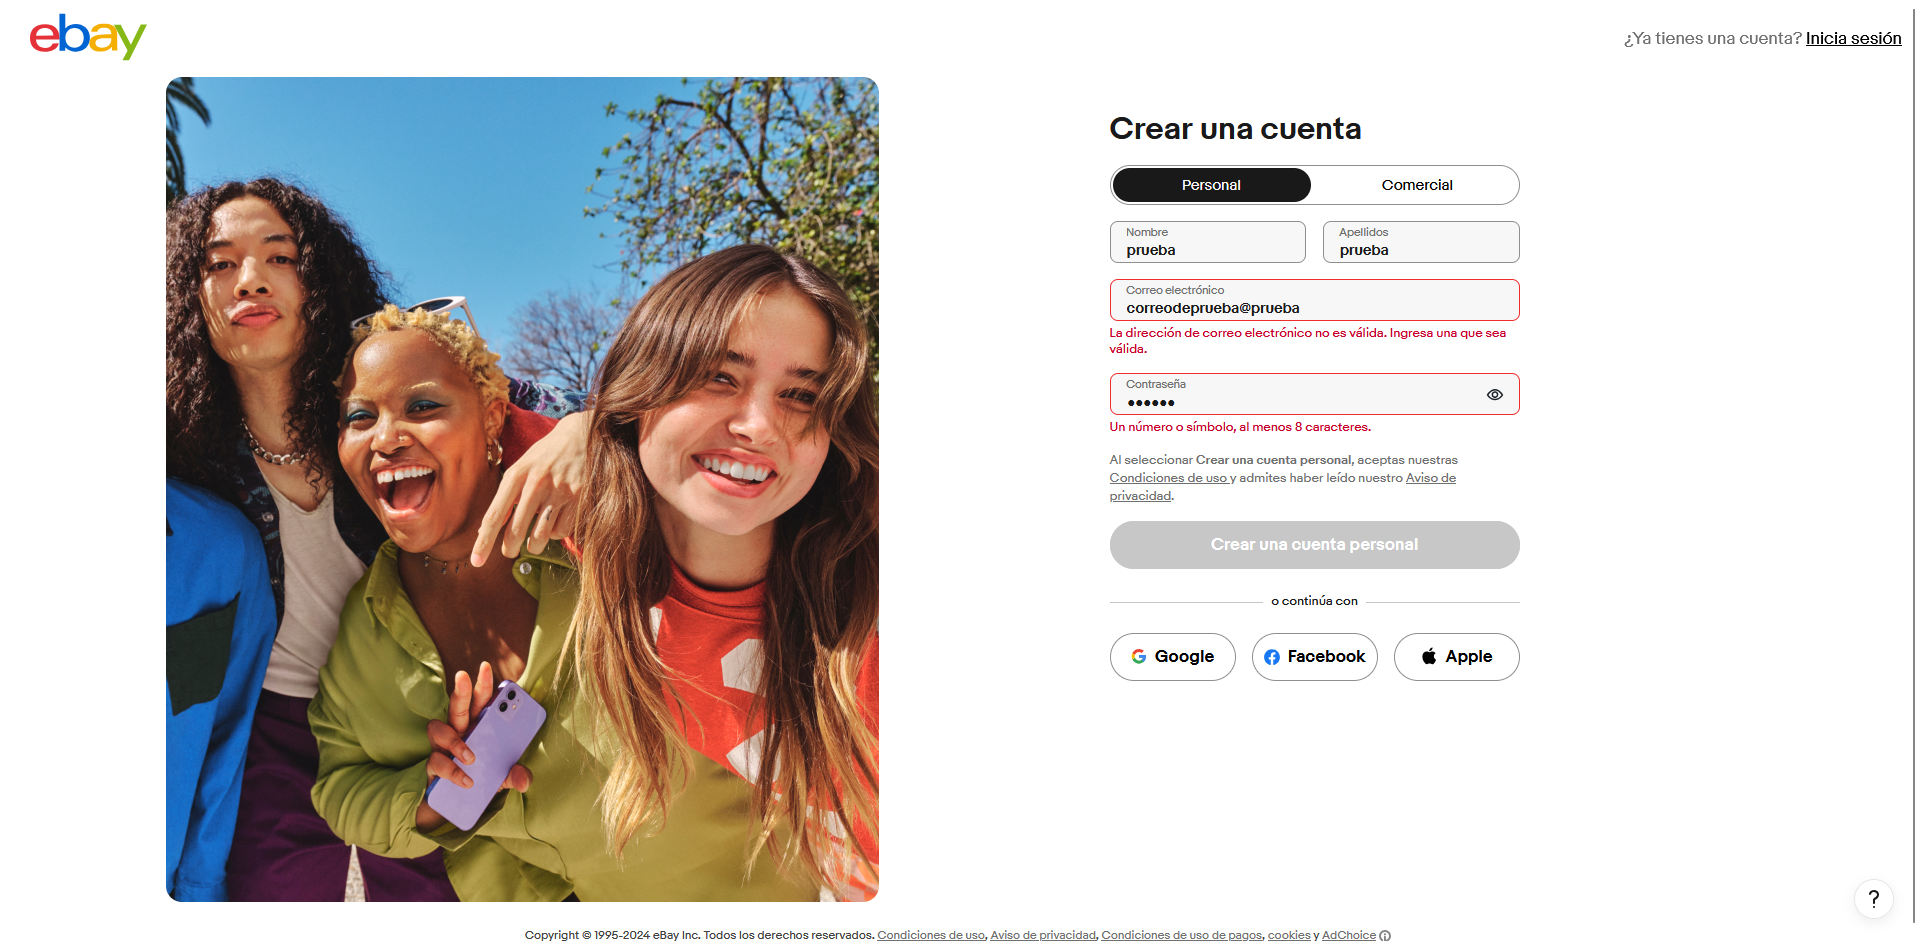 ebay
¿Ya tienes una cuenta? Inicia sesión
Crear una cuenta
Personal
Comercial
Nombre
prueba
Apellidos
prueba
Correo electrónico
correodeprueba@prueba
La dirección de correo electrónico no es válida. Ingresa una que sea
válida.
Contraseña
••••••
Un número o símbolo, al menos 8 caracteres.
Al seleccionar Crear una cuenta personal, aceptas nuestras
Condiciones de uso y admites haber leído nuestro Aviso de
privacidad.
Crear una cuenta personal
o continúa con
Google
Facebook
Apple
?
Copyright © 1995-2024 eBay Inc. Todos los derechos reservados. Condiciones de uso, Aviso de privacidad, Condiciones de uso de pagos, cookies y AdChoice